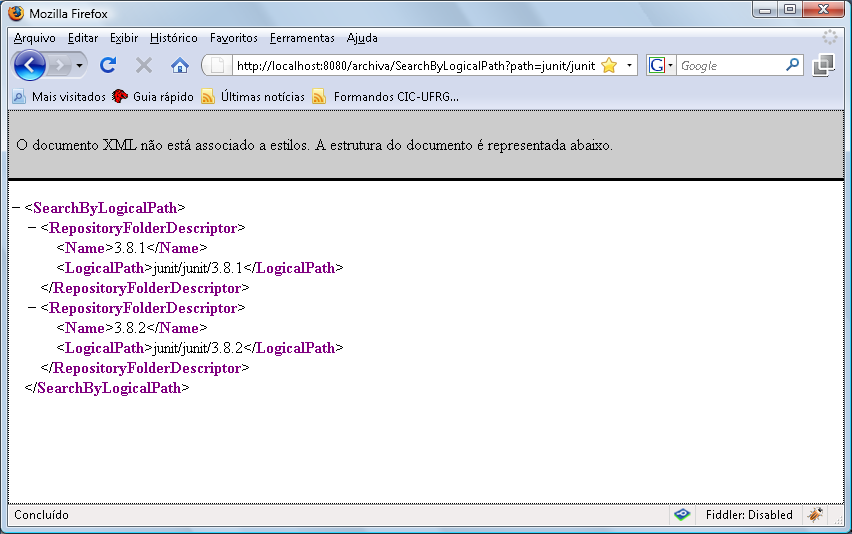 Mozilla Firefox
Arquivo Editar Exibir Histórico Favoritos Ferramentas Ajuda
http://localhost:8080/archiva/SearchByLogicalPath?path=junit/junit G Google
Mais visitados Guia rápido Últimas notícias Formandos CIC-UFRG...
O documento XML não está associado a estilos. A estrutura do documento é representada abaixo.
− <SearchByLogicalPath>
− <RepositoryFolderDescriptor>
<Name>3.8.1</Name>
<LogicalPath>junit/junit/3.8.1</LogicalPath>
</RepositoryFolderDescriptor>
− <RepositoryFolderDescriptor>
<Name>3.8.2</Name>
<LogicalPath>junit/junit/3.8.2</LogicalPath>
</RepositoryFolderDescriptor>
</SearchByLogicalPath>
Concluído Fiddler: Disabled